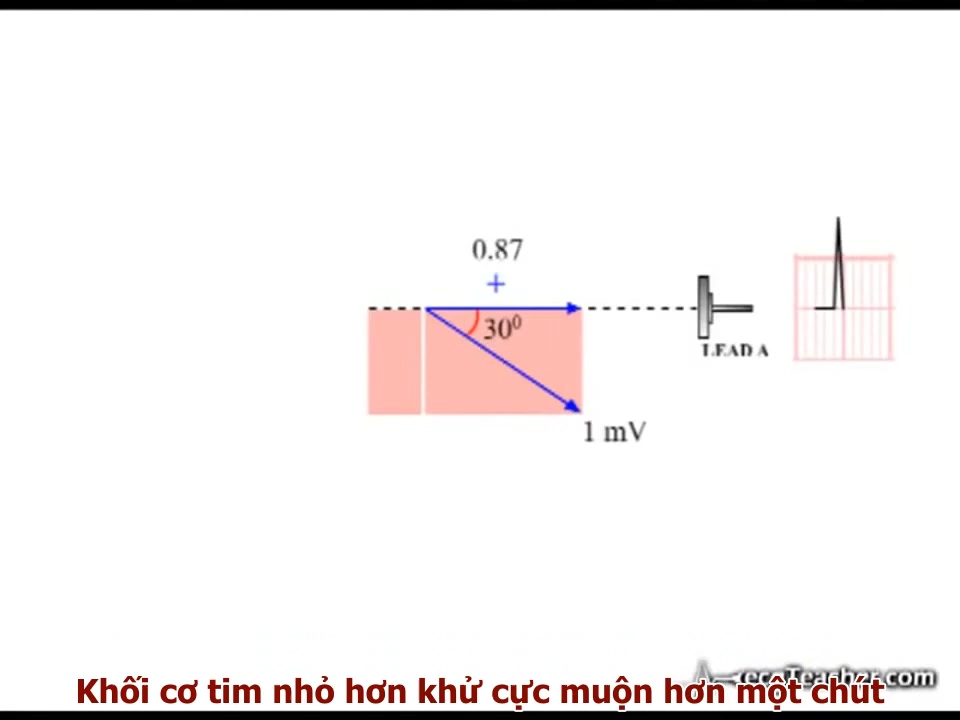 0.87
+
30⁰
LEAD A
1 mV
Khối cơ tim nhỏ hơn khử cực muộn hơn một chút